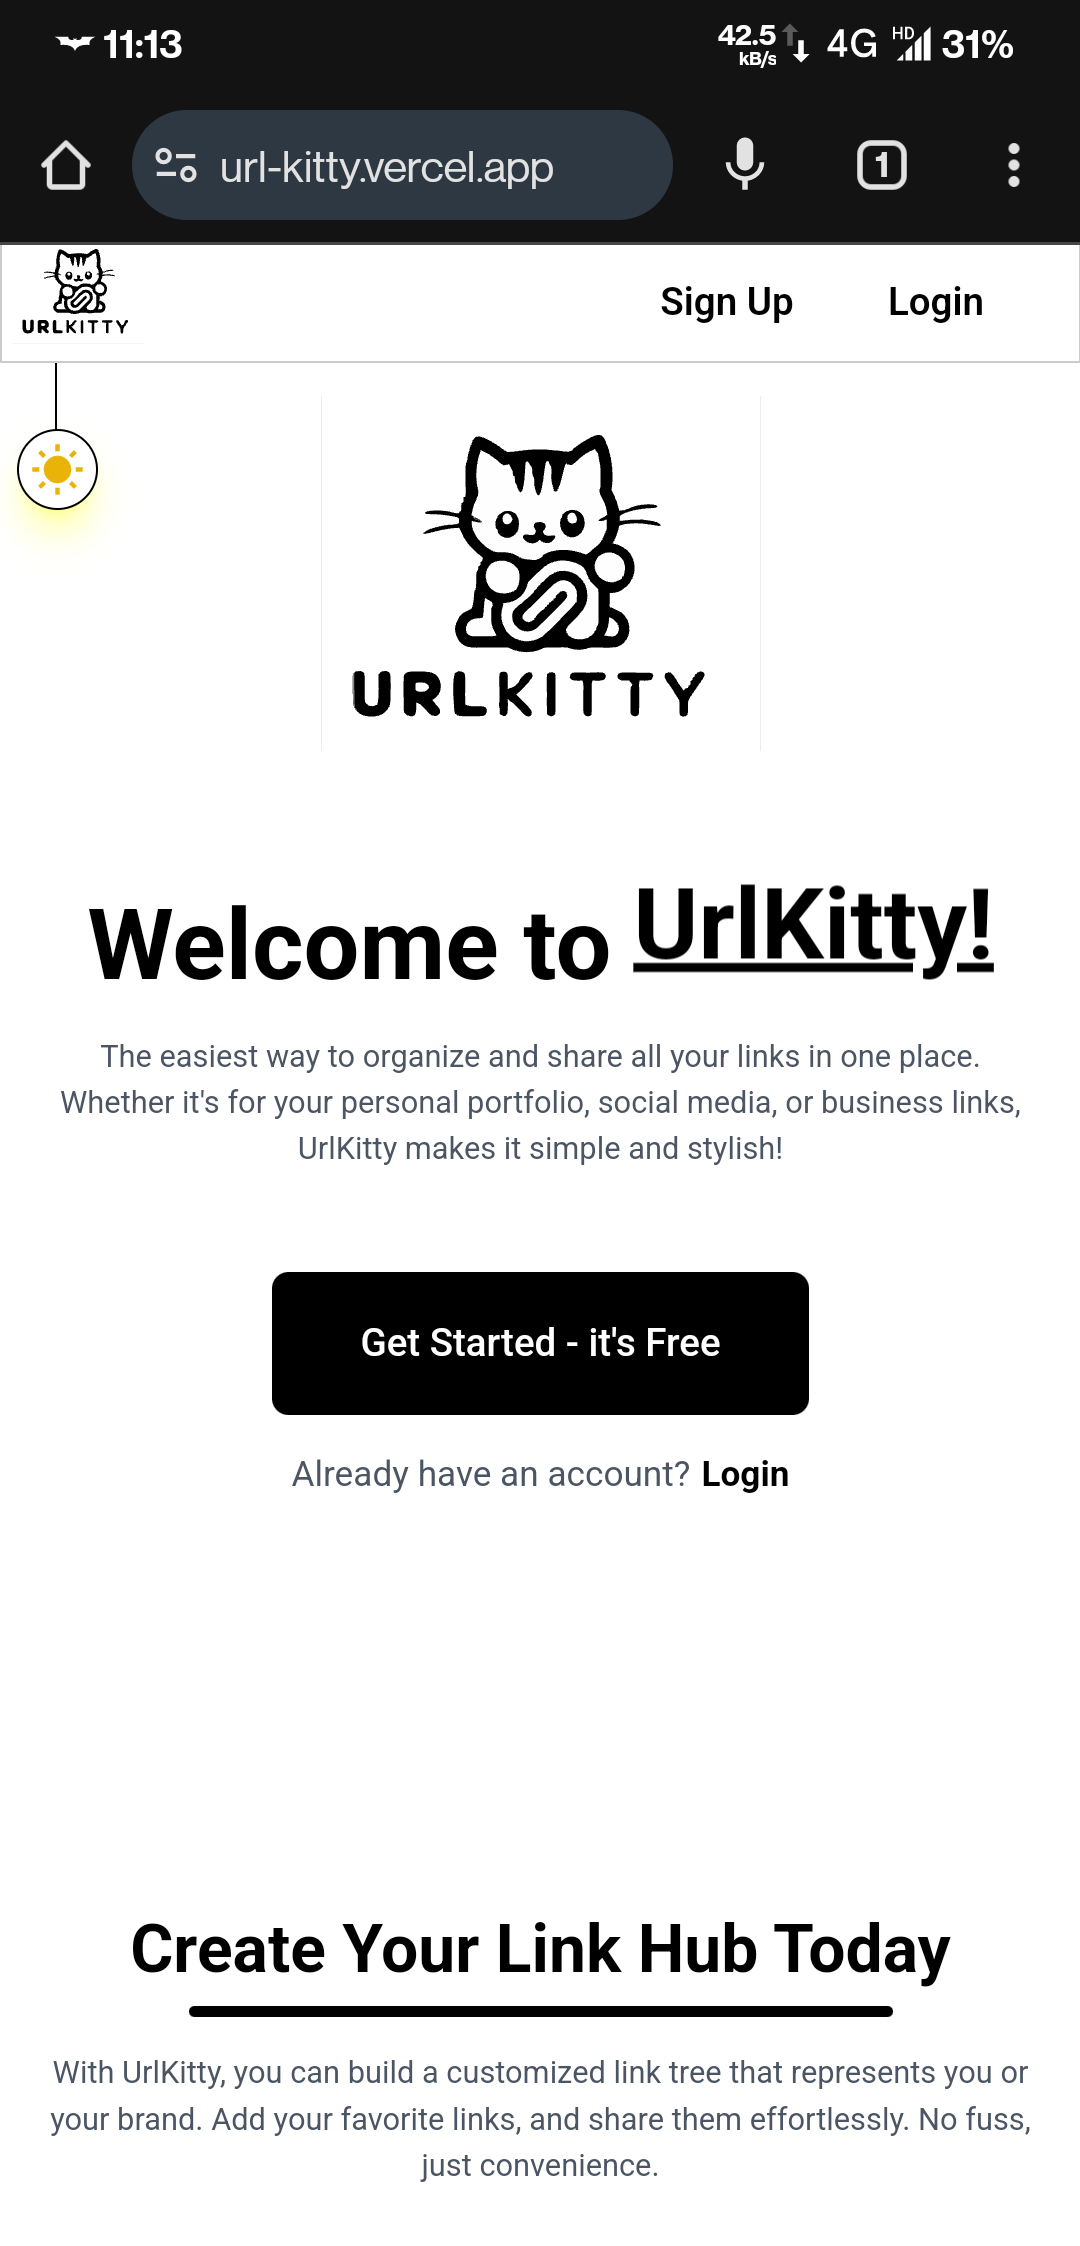 11:13
42.5 kB/s 4G HD 31%
url-kitty.vercel.app
1
URLKITTY
Sign Up
Login
URLKITTY
Welcome to UrlKitty!
The easiest way to organize and share all your links in one place.
Whether it's for your personal portfolio, social media, or business links,
UrlKitty makes it simple and stylish!
Get Started - it's Free
Already have an account? Login
Create Your Link Hub Today
With UrlKitty, you can build a customized link tree that represents you or
your brand. Add your favorite links, and share them effortlessly. No fuss,
just convenience.